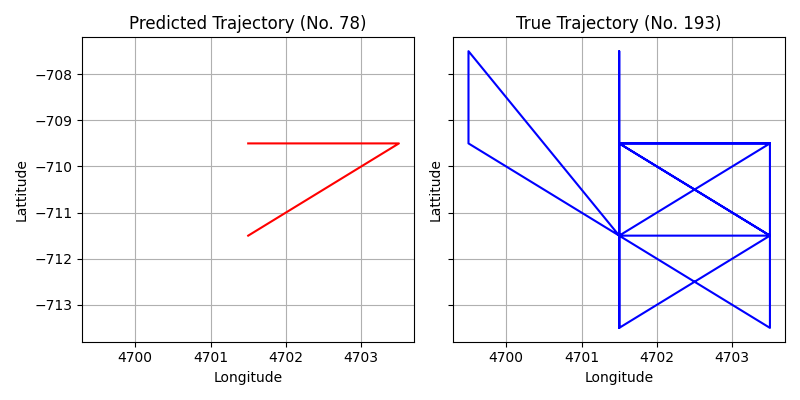 Predicted Trajectory (No. 78)
True Trajectory (No. 193)
Lattitude
−708
−709
−710
−711
−712
−713
4700
4701
4702
4703
Longitude
Lattitude
4700
4701
4702
4703
Longitude